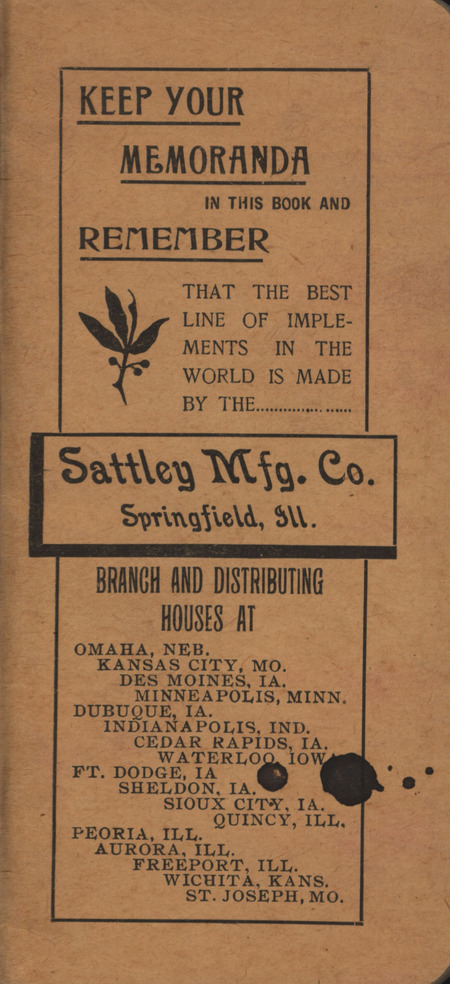 KEEP YOUR
MEMORANDA
IN THIS BOOK AND
REMEMBER
THAT THE BEST
LINE OF IMPLE-
MENTS IN THE
WORLD IS MADE
BY THE....................
Sattley Mfg. Co.
Springfield, Ill.
BRANCH AND DISTRIBUTING
HOUSES AT
OMAHA, NEB.
KANSAS CITY, MO.
DES MOINES, IA.
MINNEAPOLIS, MINN.
DUBUQUE, IA.
INDIANAPOLIS, IND.
CEDAR RAPIDS, IA.
WATERLOO, IOWA
FT. DODGE, IA
SHELDON, IA.
SIOUX CITY, IA.
QUINCY, ILL.
PEORIA, ILL.
AURORA, ILL.
FREEPORT, ILL.
WICHITA, KANS.
ST. JOSEPH, MO.